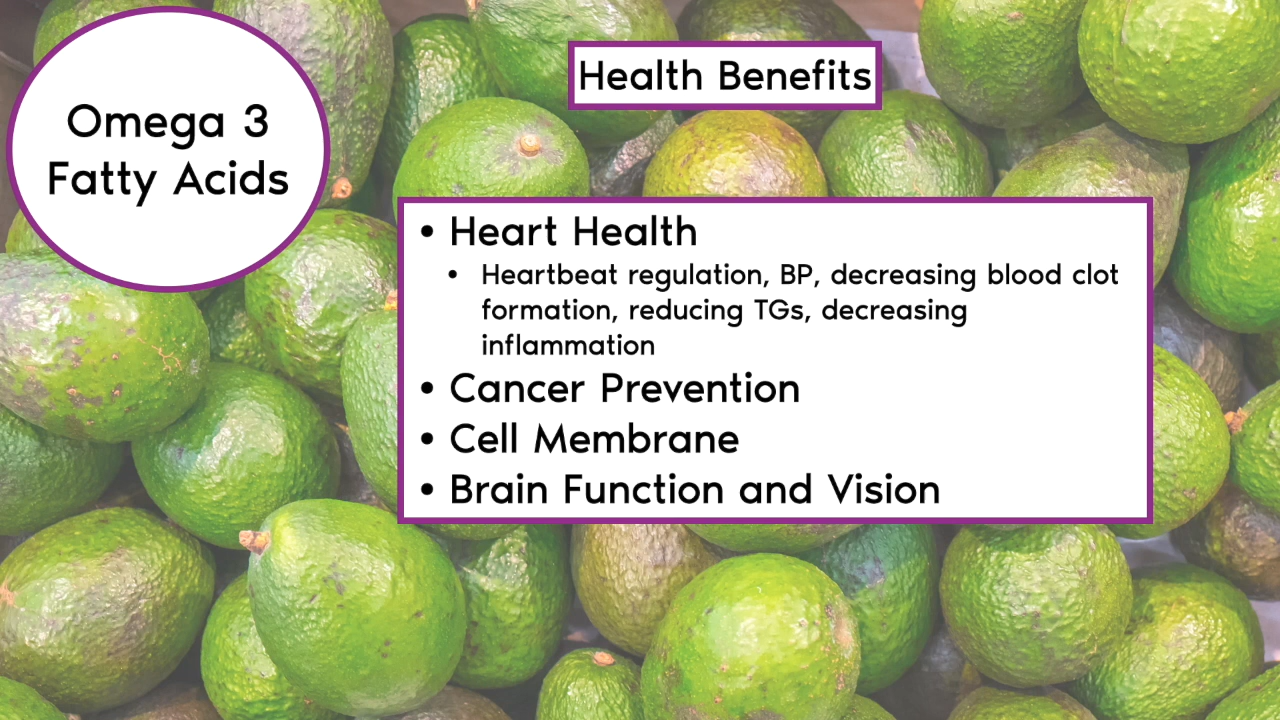 Omega 3
Fatty Acids
Health Benefits
• Heart Health
• Heartbeat regulation, BP, decreasing blood clot
formation, reducing TGs, decreasing
inflammation
• Cancer Prevention
• Cell Membrane
• Brain Function and Vision